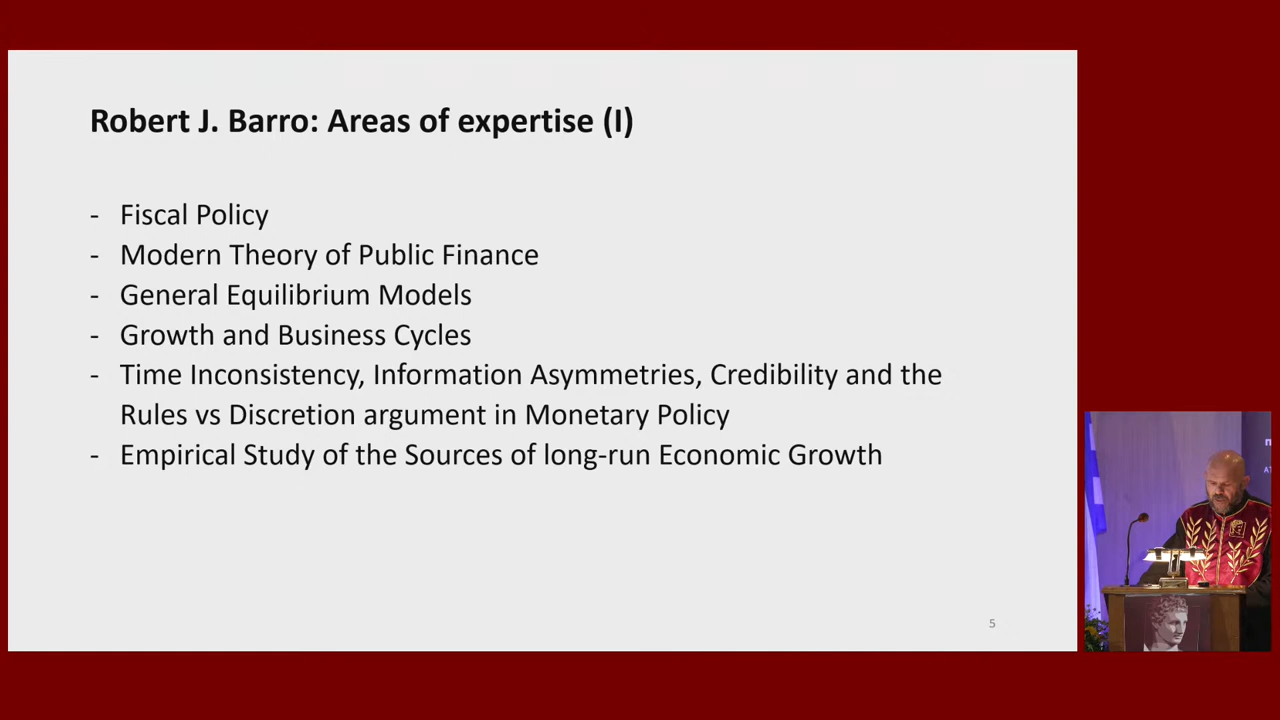 Robert J. Barro: Areas of expertise (I)
- Fiscal Policy
- Modern Theory of Public Finance
- General Equilibrium Models
- Growth and Business Cycles
- Time Inconsistency, Information Asymmetries, Credibility and the
Rules vs Discretion argument in Monetary Policy
- Empirical Study of the Sources of long-run Economic Growth
5